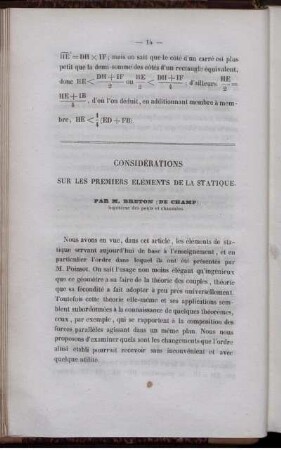 — 14 —
HE² = DH × IF; mais on sait que le côté d'un carré est plus
petit que la demi-somme des côtés d'un rectangle équivalent,
donc HE < (DH + IF)/2 ou HE/2 < (DH + IF)/4; d'ailleurs HE/2 =
(HE + IE)/4, d'où l'on déduit, en additionnant membre à mem-
bre, HE < 1/4 (ED + FE).
CONSIDÉRATIONS
SUR LES PREMIERS ÉLÉMENTS DE LA STATIQUE.
PAR M. BRETON (DE CHAMP)
Ingénieur des ponts et chaussées.
Nous avons en vue, dans cet article, les éléments de sta-
tique servant aujourd'hui de base à l'enseignement, et en
particulier l'ordre dans lequel ils ont été présentés par
M. Poinsot. On sait l'usage non moins élégant qu'ingénieux
que ce géomètre a su faire de la théorie des couples, théorie
que sa fécondité a fait adopter à peu près universellement.
Toutefois cette théorie elle-même et ses applications sem-
blent subordonnées à la connaissance de quelques théorèmes,
ceux, par exemple, qui se rapportent à la composition des
forces parallèles agissant dans un même plan. Nous nous
proposons d'examiner quels sont les changements que l'ordre
ainsi établi pourrait recevoir sans inconvénient et avec
quelque utilité.